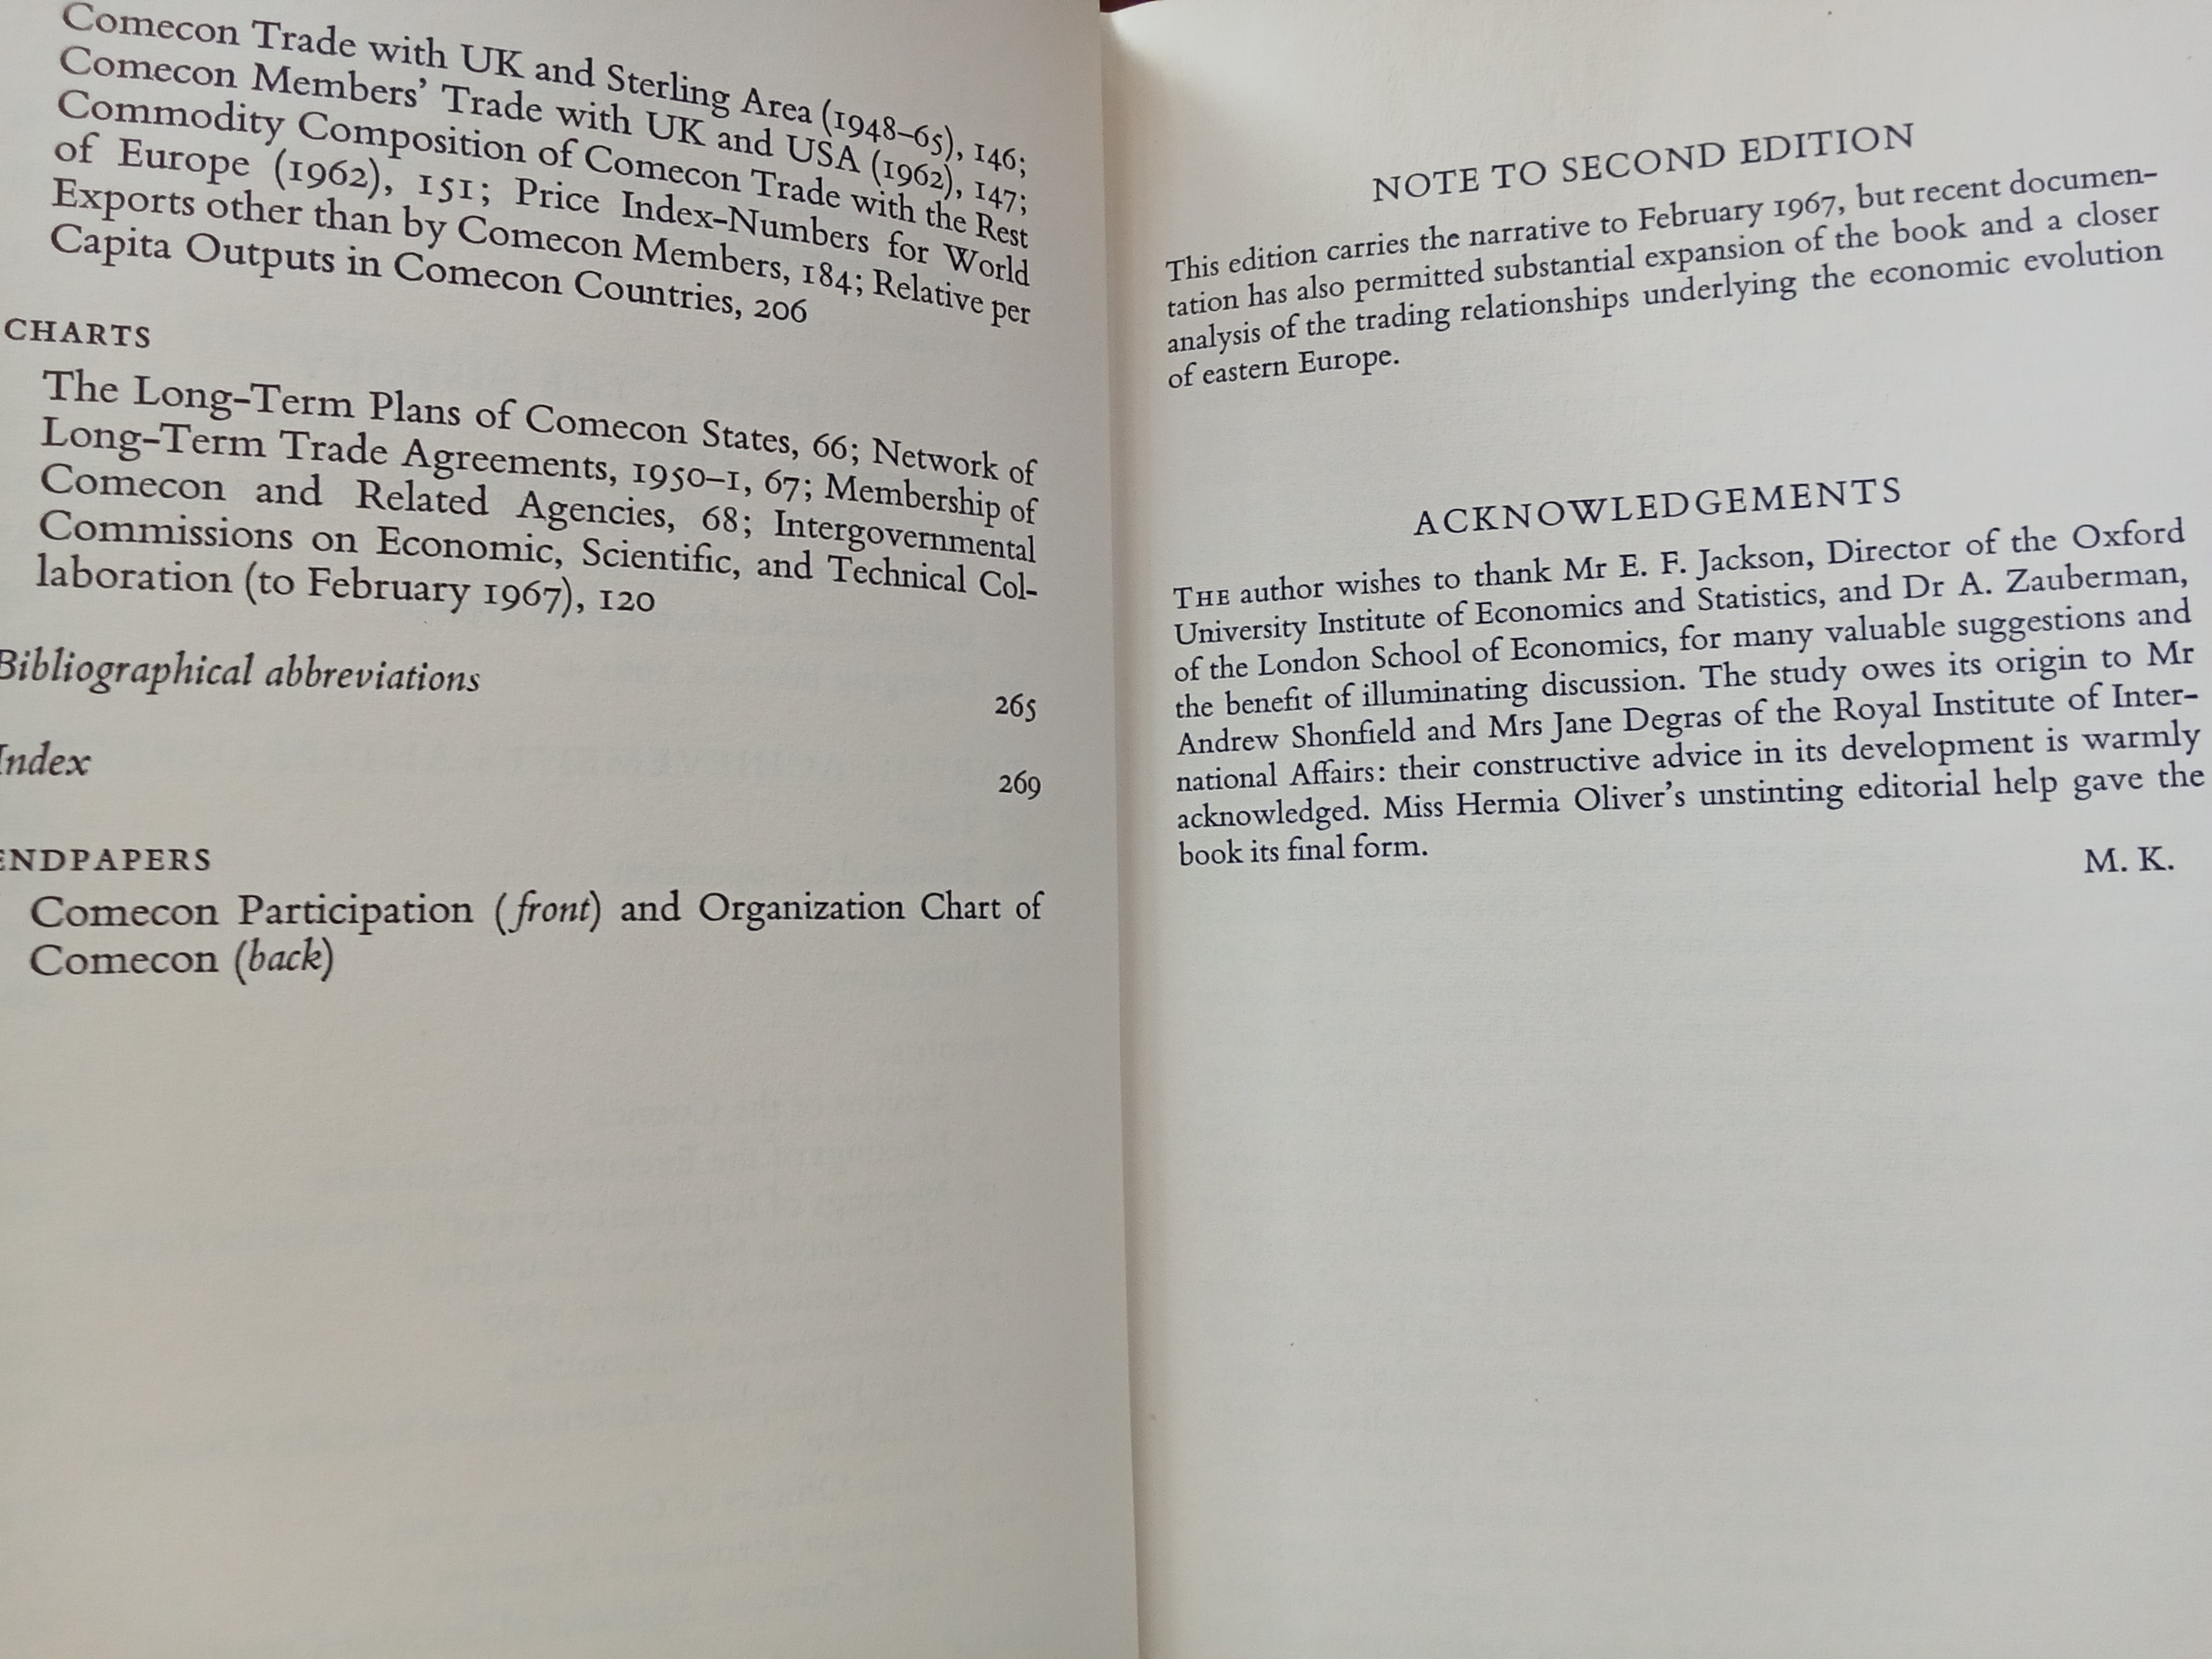 Comecon Trade with UK and Sterling Area (1948–65), 146;
Comecon Members' Trade with UK and USA (1962), 147;
Commodity Composition of Comecon Trade with the Rest
of Europe (1962), 151; Price Index-Numbers for World
Exports other than by Comecon Members, 184; Relative per
Capita Outputs in Comecon Countries, 206
CHARTS
The Long-Term Plans of Comecon States, 66; Network of
Long-Term Trade Agreements, 1950–1, 67; Membership of
Comecon and Related Agencies, 68; Intergovernmental
Commissions on Economic, Scientific, and Technical Col-
laboration (to February 1967), 120
Bibliographical abbreviations 265
Index 269
ENDPAPERS
Comecon Participation (front) and Organization Chart of
Comecon (back)
NOTE TO SECOND EDITION
This edition carries the narrative to February 1967, but recent documen-
tation has also permitted substantial expansion of the book and a closer
analysis of the trading relationships underlying the economic evolution
of eastern Europe.
ACKNOWLEDGEMENTS
THE author wishes to thank Mr E. F. Jackson, Director of the Oxford
University Institute of Economics and Statistics, and Dr A. Zauberman,
of the London School of Economics, for many valuable suggestions and
the benefit of illuminating discussion. The study owes its origin to Mr
Andrew Shonfield and Mrs Jane Degras of the Royal Institute of Inter-
national Affairs: their constructive advice in its development is warmly
acknowledged. Miss Hermia Oliver's unstinting editorial help gave the
book its final form.
M. K.